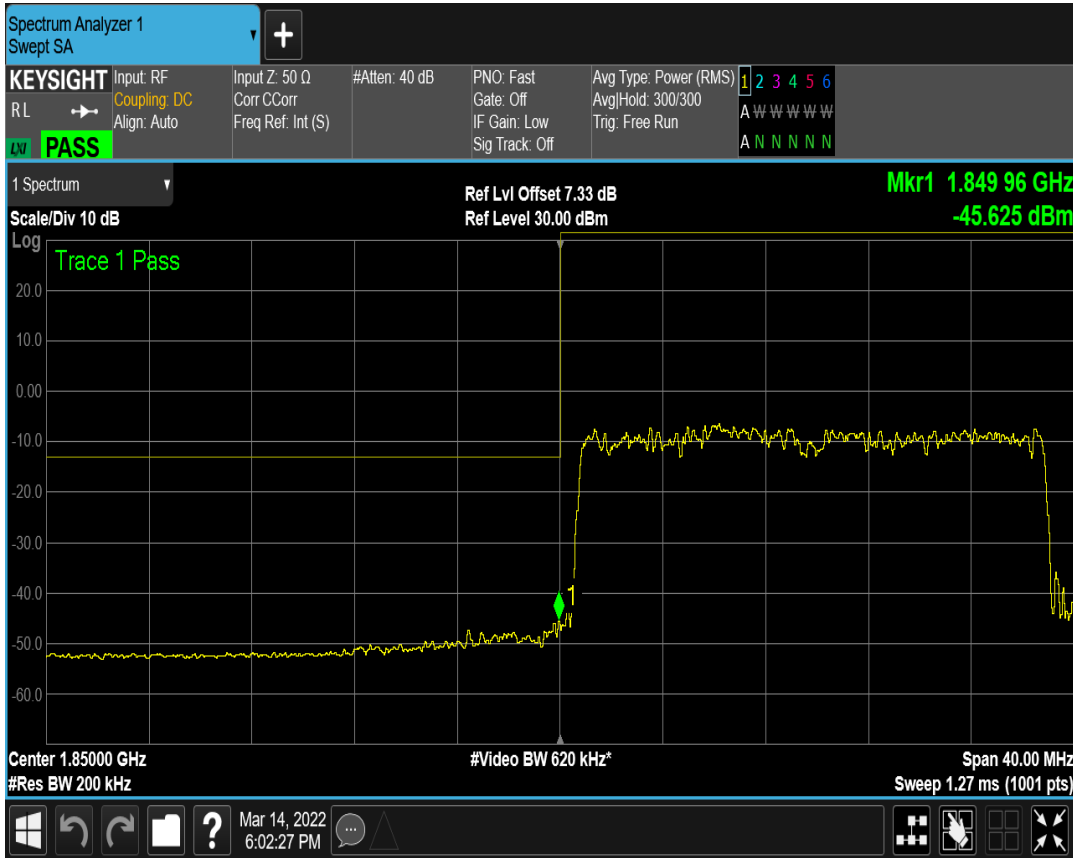 Spectrum Analyzer 1
Swept SA
+
KEYSIGHT
RL
LXI PASS
Input: RF
Coupling: DC
Align: Auto
Input Z: 50 Ω
Corr CCorr
Freq Ref: Int (S)
#Atten: 40 dB
PNO: Fast
Gate: Off
IF Gain: Low
Sig Track: Off
Avg Type: Power (RMS)
Avg|Hold: 300/300
Trig: Free Run
1 2 3 4 5 6
A W W W W W
A N N N N N
1 Spectrum
Scale/Div 10 dB
Ref Lvl Offset 7.33 dB
Ref Level 30.00 dBm
Mkr1 1.849 96 GHz
-45.625 dBm
Log
Trace 1 Pass
20.0
10.0
0.00
-10.0
-20.0
-30.0
-40.0
1
-50.0
-60.0
Center 1.85000 GHz
#Video BW 620 kHz*
Span 40.00 MHz
#Res BW 200 kHz
Sweep 1.27 ms (1001 pts)
?
Mar 14, 2022
6:02:27 PM